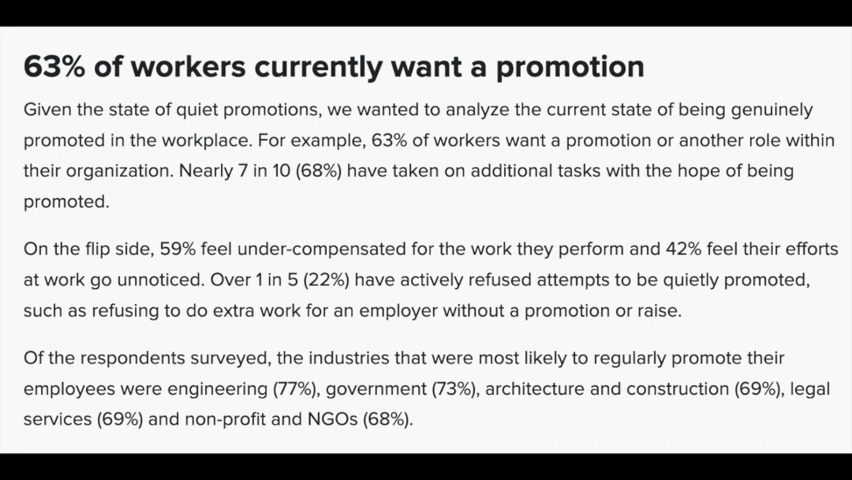 63% of workers currently want a promotion
Given the state of quiet promotions, we wanted to analyze the current state of being genuinely
promoted in the workplace. For example, 63% of workers want a promotion or another role within
their organization. Nearly 7 in 10 (68%) have taken on additional tasks with the hope of being
promoted.
On the flip side, 59% feel under-compensated for the work they perform and 42% feel their efforts
at work go unnoticed. Over 1 in 5 (22%) have actively refused attempts to be quietly promoted,
such as refusing to do extra work for an employer without a promotion or raise.
Of the respondents surveyed, the industries that were most likely to regularly promote their
employees were engineering (77%), government (73%), architecture and construction (69%), legal
services (69%) and non-profit and NGOs (68%).